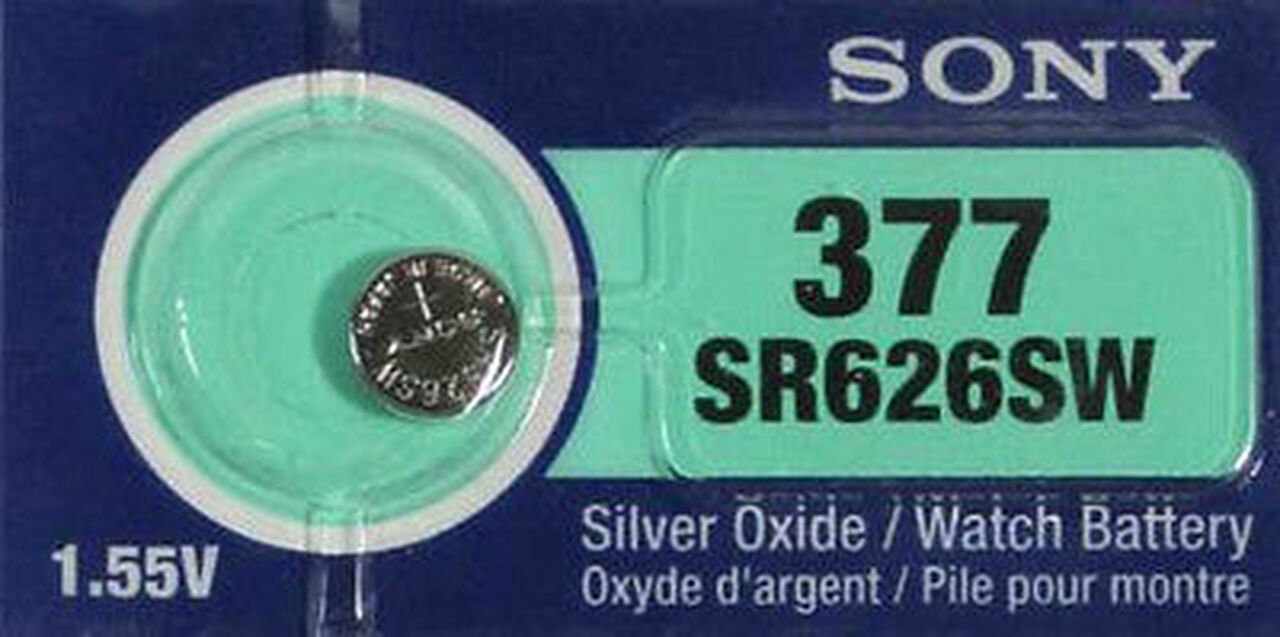 SONY
377
SR626SW
1.55V
Silver Oxide / Watch Battery
Oxyde d'argent / Pile pour montre